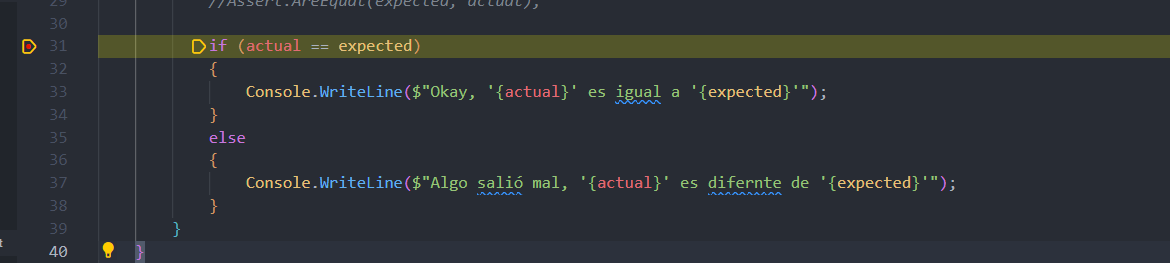 29 //Assert.AreEqual(expected, actual);
30
31 if (actual == expected)
32 {
33 Console.WriteLine($"Okay, '{actual}' es igual a '{expected}'");
34 }
35 else
36 {
37 Console.WriteLine($"Algo salió mal, '{actual}' es difernte de '{expected}'");
38 }
39 }
40 }